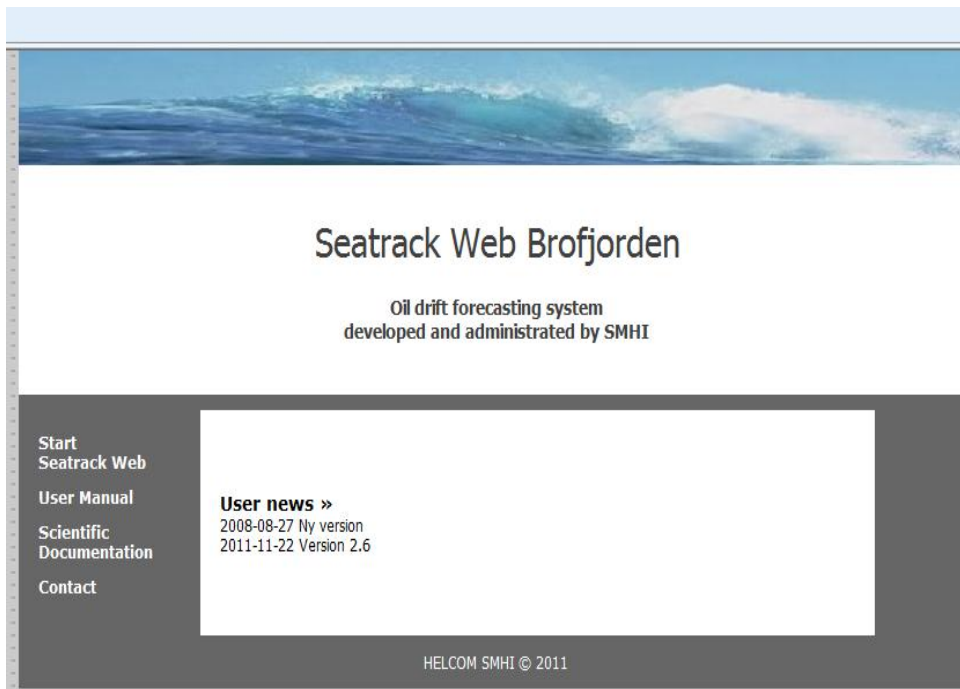 Seatrack Web Brofjorden
Oil drift forecasting system
developed and administrated by SMHI
Start
Seatrack Web
User Manual
Scientific
Documentation
Contact
User news »
2008-08-27 Ny version
2011-11-22 Version 2.6
HELCOM SMHI © 2011